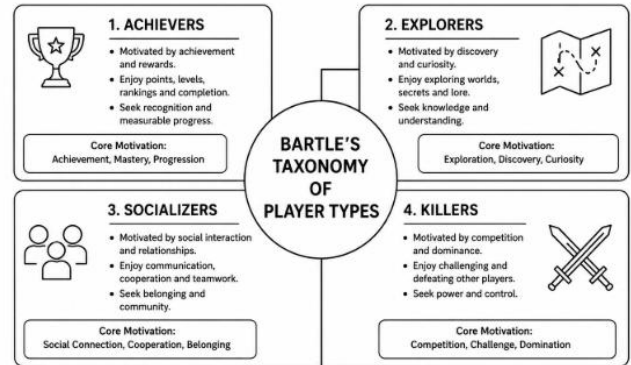 1. ACHIEVERS
• Motivated by achievement
and rewards.
• Enjoy points, levels,
rankings and completion.
• Seek recognition and
measurable progress.
Core Motivation:
Achievement, Mastery, Progression
2. EXPLORERS
• Motivated by discovery
and curiosity.
• Enjoy exploring worlds,
secrets and lore.
• Seek knowledge and
understanding.
Core Motivation:
Exploration, Discovery, Curiosity
BARTLE'S
TAXONOMY
OF
PLAYER TYPES
3. SOCIALIZERS
• Motivated by social interaction
and relationships.
• Enjoy communication,
cooperation and teamwork.
• Seek belonging and
community.
Core Motivation:
Social Connection, Cooperation, Belonging
4. KILLERS
• Motivated by competition
and dominance.
• Enjoy challenging and
defeating other players.
• Seek power and control.
Core Motivation:
Competition, Challenge, Domination